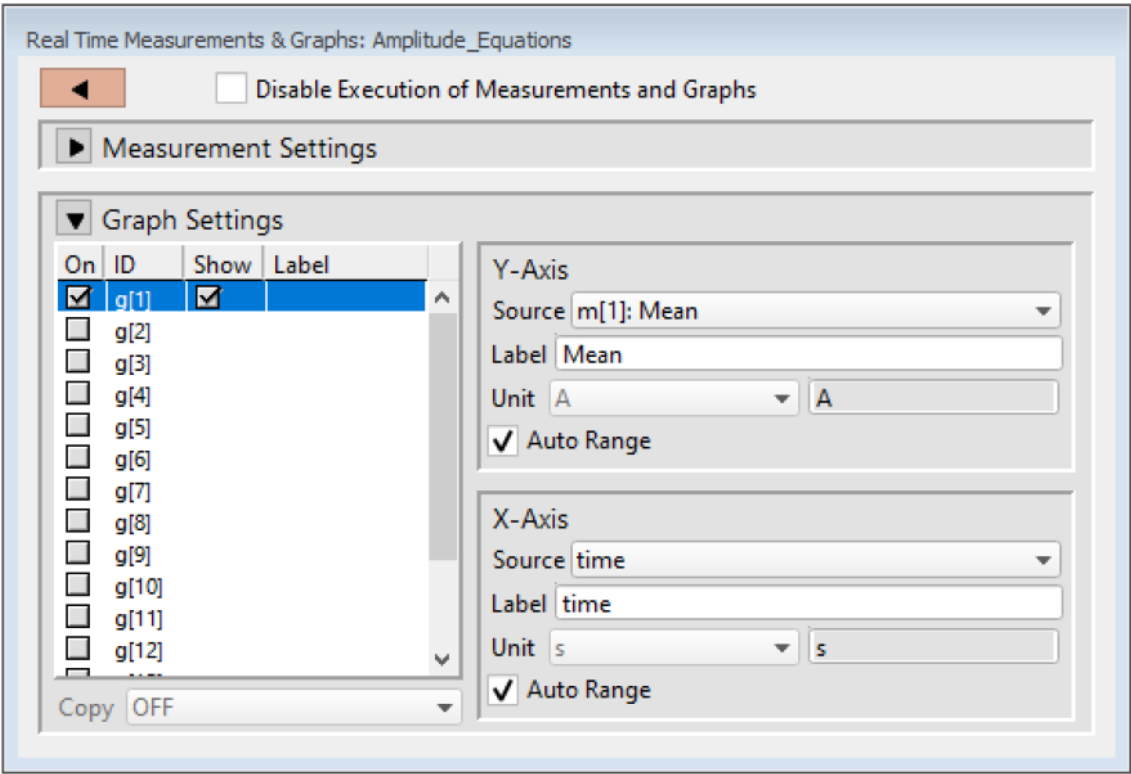 Real Time Measurements & Graphs: Amplitude_Equations
Disable Execution of Measurements and Graphs
Measurement Settings
Graph Settings
On ID Show Label
g[1]
g[2]
g[3]
g[4]
g[5]
g[6]
g[7]
g[8]
g[9]
g[10]
g[11]
g[12]
Copy OFF
Y-Axis
Source m[1]: Mean
Label Mean
Unit A A
Auto Range
X-Axis
Source time
Label time
Unit s s
Auto Range